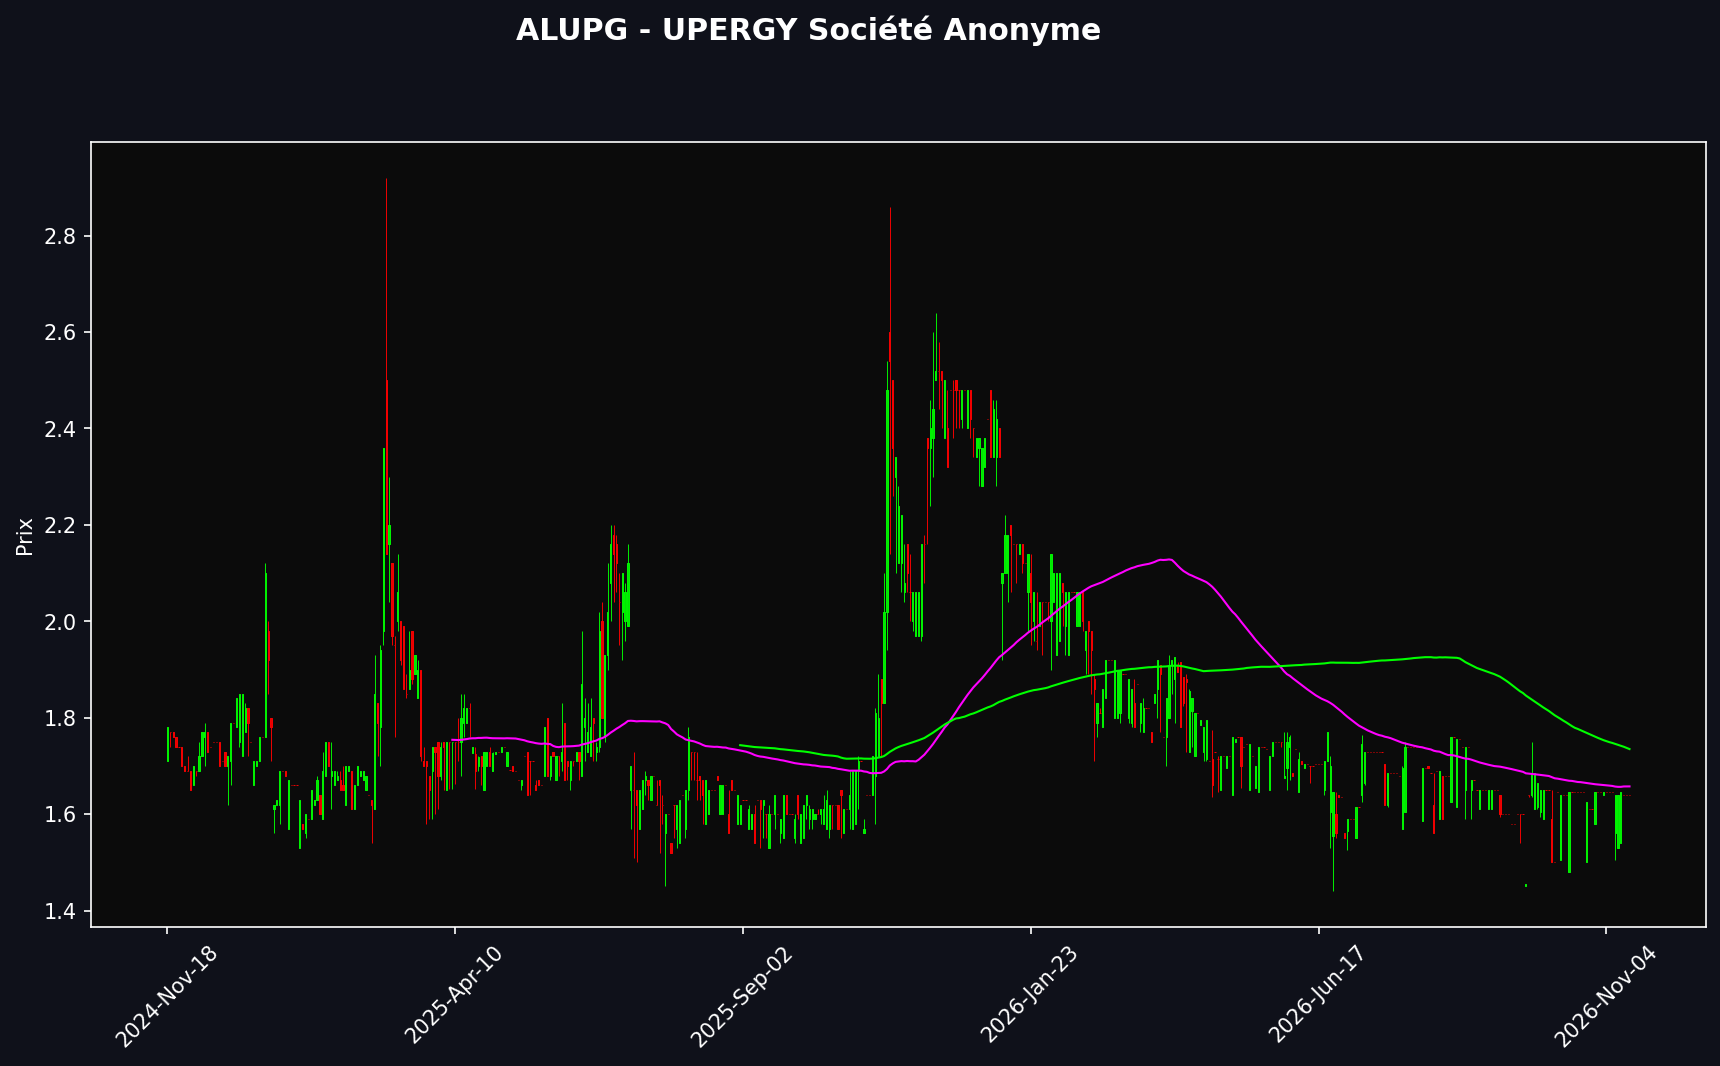 ALUPG - UPERGY Société Anonyme
Prix
2.8
2.6
2.4
2.2
2.0
1.8
1.6
1.4
2024-Nov-18
2025-Apr-10
2025-Sep-02
2026-Jan-23
2026-Jun-17
2026-Nov-04